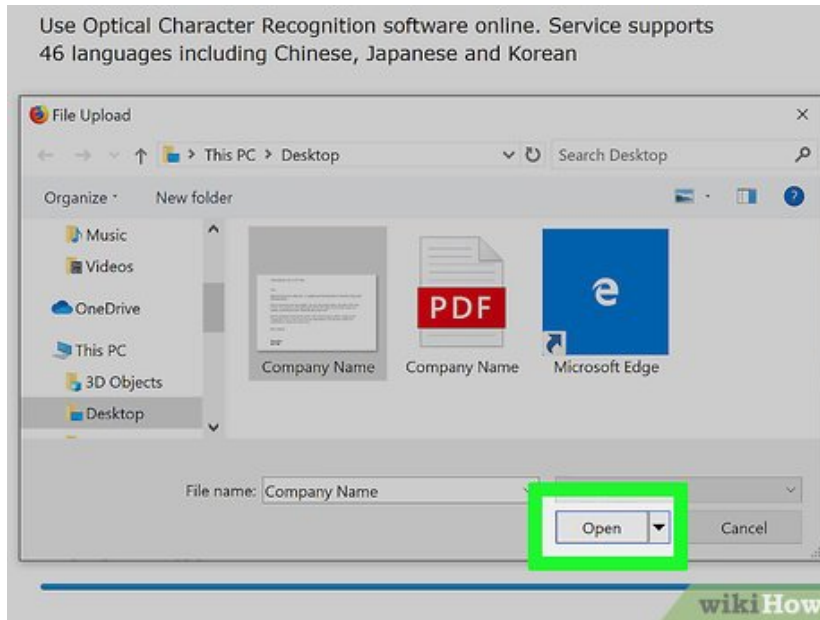 Use Optical Character Recognition software online. Service supports
46 languages including Chinese, Japanese and Korean
File Upload
This PC > Desktop
Search Desktop
Organize
New folder
Music
Videos
OneDrive
This PC
3D Objects
Desktop
PDF
Company Name
Company Name
Microsoft Edge
File name: Company Name
Open
Cancel
wikiHow